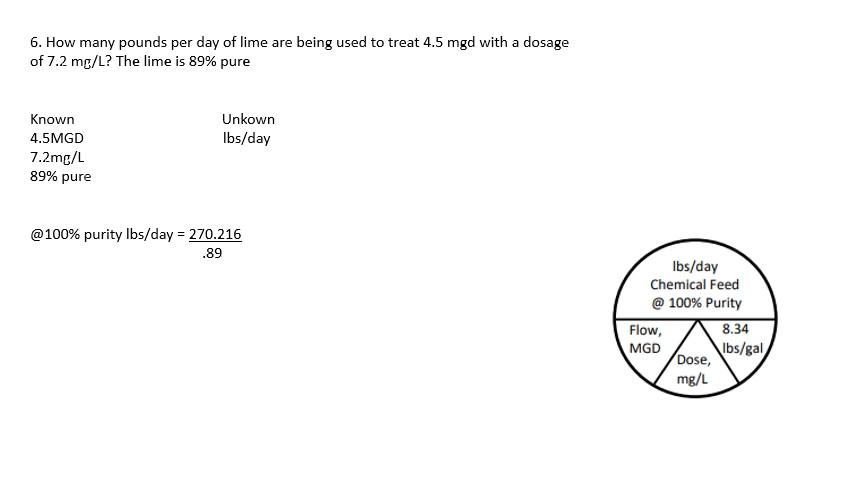 6. How many pounds per day of lime are being used to treat 4.5 mgd with a dosage
of 7.2 mg/L? The lime is 89% pure
Known
Unkown
4.5MGD
lbs/day
7.2mg/L
89% pure
@100% purity lbs/day = 270.216
.89
lbs/day
Chemical Feed
@ 100% Purity
Flow,
MGD
Dose,
mg/L
8.34
lbs/gal